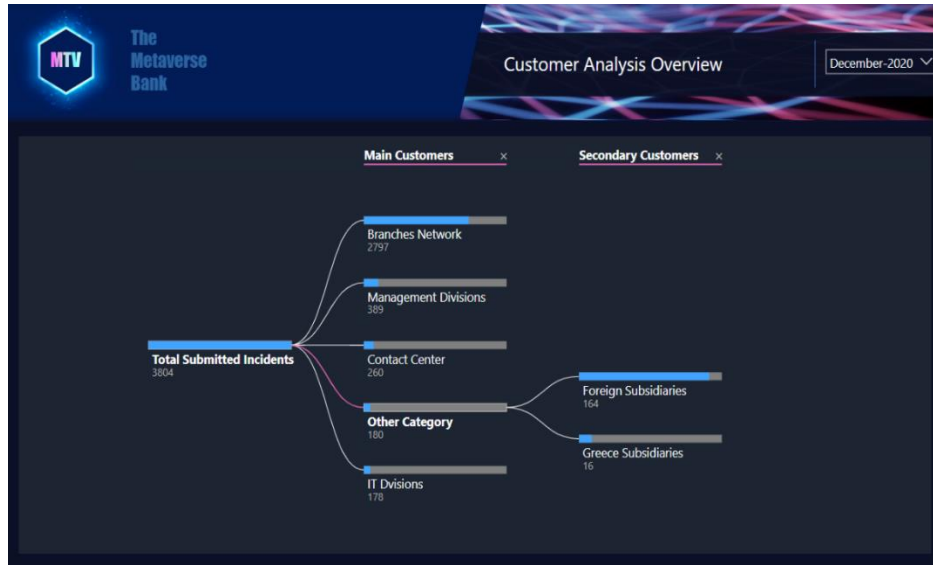 MTV
The
Metaverse
Bank
Customer Analysis Overview
December-2020
Main Customers ×
Secondary Customers ×
Branches Network
2797
Management Divisions
389
Total Submitted Incidents
3804
Contact Center
260
Other Category
180
IT Dvisions
178
Foreign Subsidiaries
164
Greece Subsidiaries
16